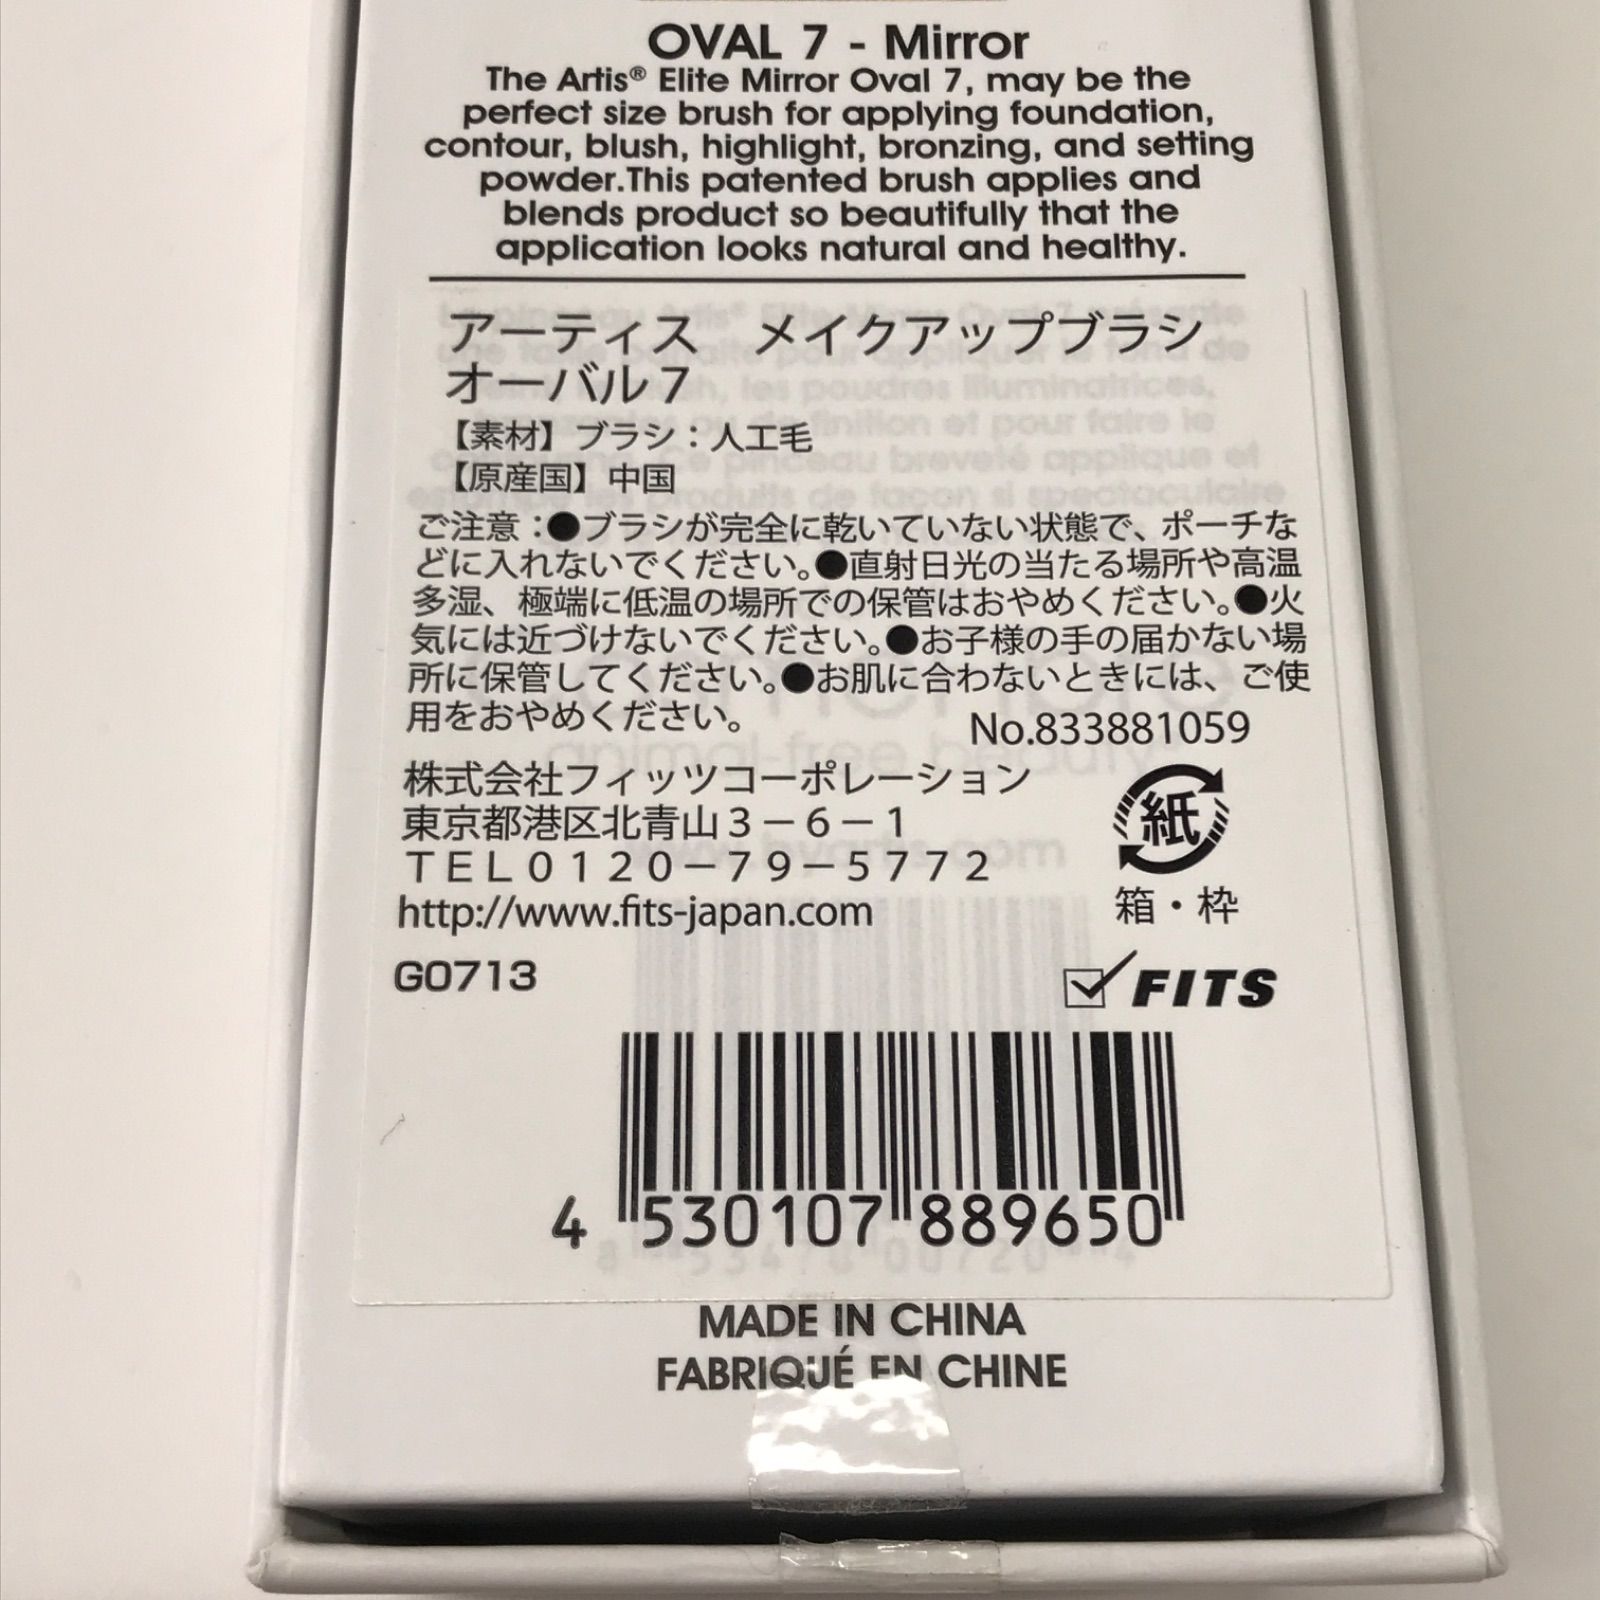 OVAL 7 - Mirror
The Artis® Elite Mirror Oval 7, may be the
perfect size brush for applying foundation,
contour, blush, highlight, bronzing, and setting
powder.This patented brush applies and
blends product so beautifully that the
application looks natural and healthy.
アーティス　メイクアップブラシ
オーバル7
【素材】ブラシ：人工毛
【原産国】中国
ご注意：●ブラシが完全に乾いていない状態で、ポーチな
どに入れないでください。●直射日光の当たる場所や高温
多湿、極端に低温の場所での保管はおやめください。●火
気には近づけないでください。●お子様の手の届かない場
所に保管してください。●お肌に合わないときには、ご使
用をおやめください。
No.833881059
株式会社フィッツコーポレーション
東京都港区北青山３－６－１
ＴＥＬ０１２０－７９－５７７２
http://www.fits-japan.com
紙
箱・枠
G0713
FITS
4 530107 889650
MADE IN CHINA
FABRIQUÉ EN CHINE